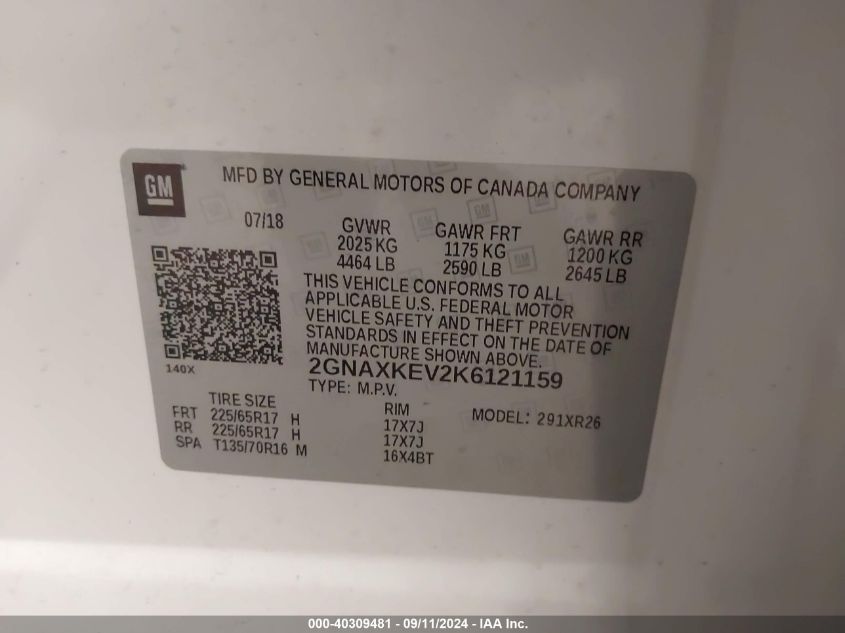 GM
MFD BY GENERAL MOTORS OF CANADA COMPANY
07/18 GVWR GAWR FRT GAWR RR
2025 KG 1175 KG 1200 KG
4464 LB 2590 LB 2645 LB
THIS VEHICLE CONFORMS TO ALL
APPLICABLE U.S. FEDERAL MOTOR
VEHICLE SAFETY AND THEFT PREVENTION
STANDARDS IN EFFECT ON THE DATE OF
MANUFACTURE SHOWN ABOVE.
140X
2GNAXKEV2K6121159
TYPE: M.P.V.
TIRE SIZE RIM MODEL: 291XR26
FRT 225/65R17 H 17X7J
RR 225/65R17 H 17X7J
SPA T135/70R16 M 16X4BT
000-40309481 - 09/11/2024 - IAA Inc.